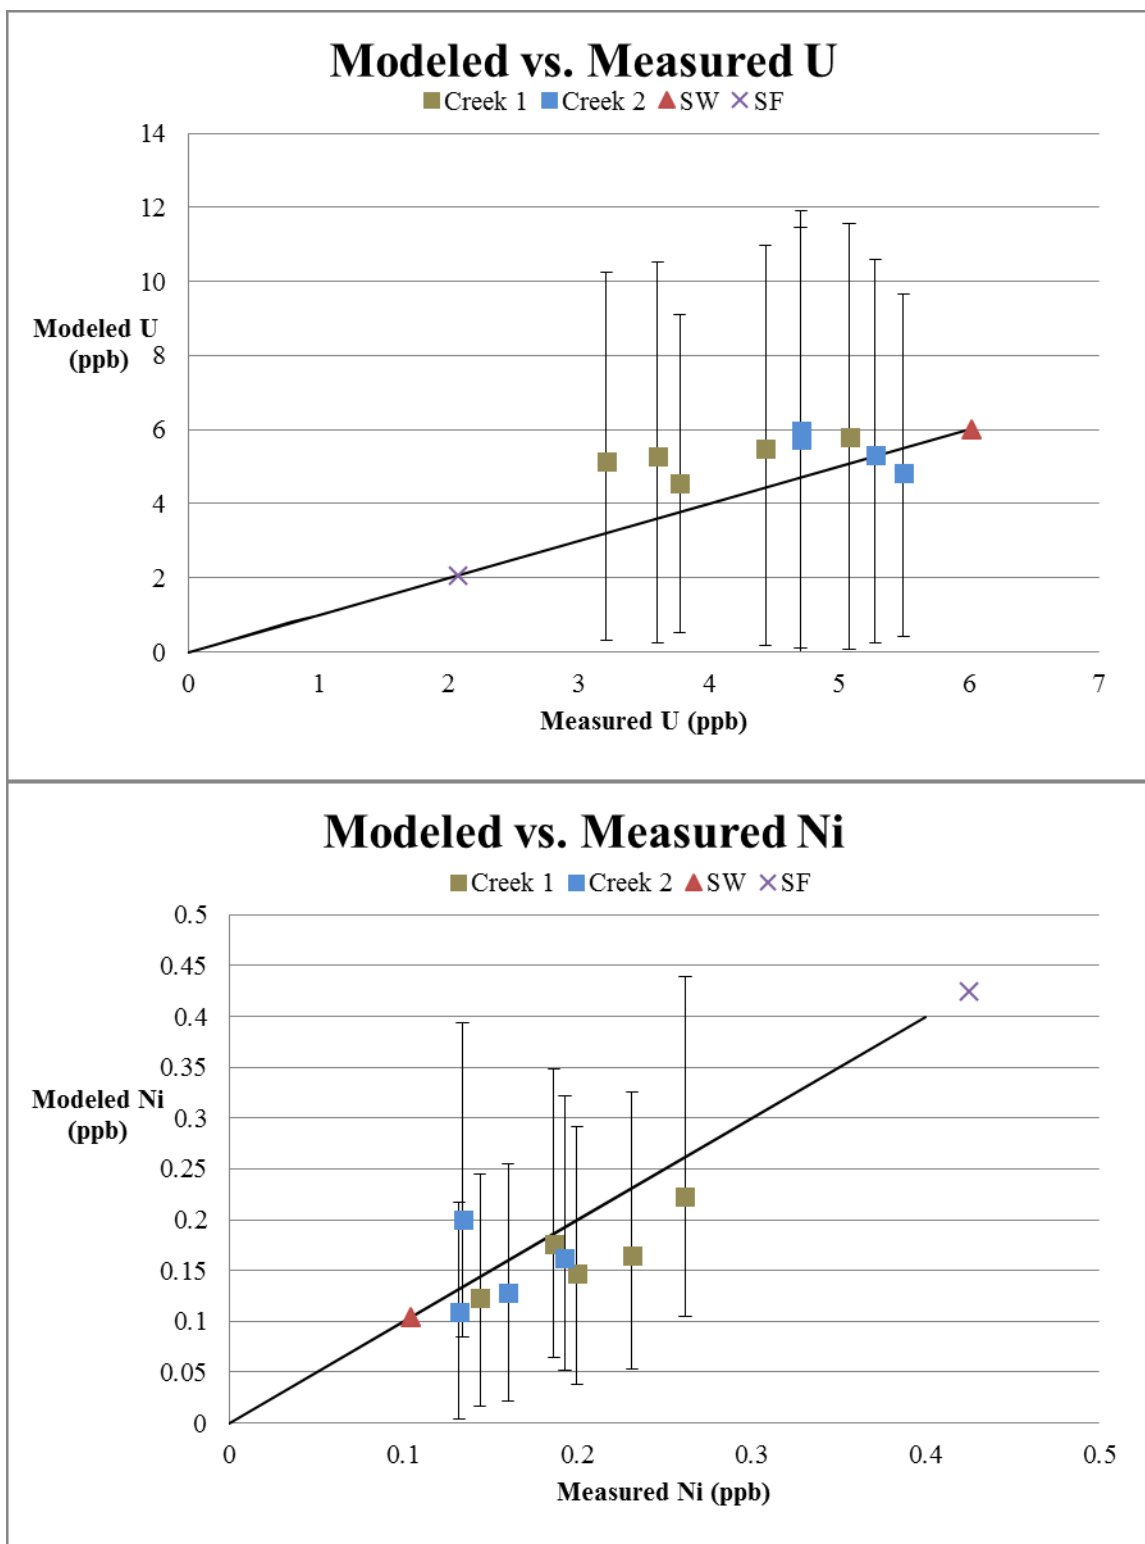 Modeled vs. Measured U
Creek 1 Creek 2 SW SF
14
12
10
Modeled U
(ppb)
8
6
4
2
0
0 1 2 3 4 5 6 7
Measured U (ppb)
Modeled vs. Measured Ni
Creek 1 Creek 2 SW SF
0.5
0.45
0.4
0.35
Modeled Ni
(ppb)
0.3
0.25
0.2
0.15
0.1
0.05
0
0 0.1 0.2 0.3 0.4 0.5
Measured Ni (ppb)